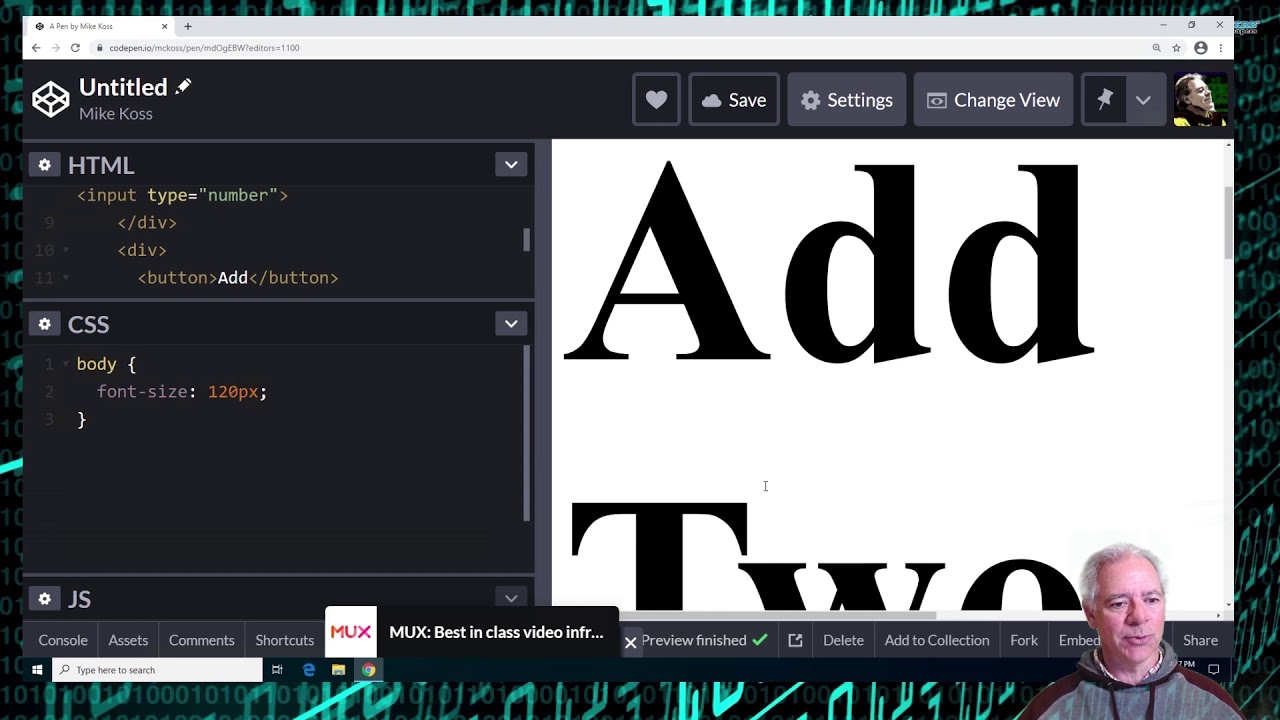 A Pen by Mike Koss
codepen.io/mckoss/pen/mdOgEBW?editors=1100
Untitled
Mike Koss
Save
Settings
Change View
HTML
<input type="number">
9 </div>
10 <div>
11 <button>Add</button>
CSS
1 body {
2 font-size: 120px;
3 }
JS
Add
Two
Console
Assets
Comments
Shortcuts
MUX
MUX: Best in class video infr...
Preview finished
Delete
Add to Collection
Fork
Embed
Share
Type here to search